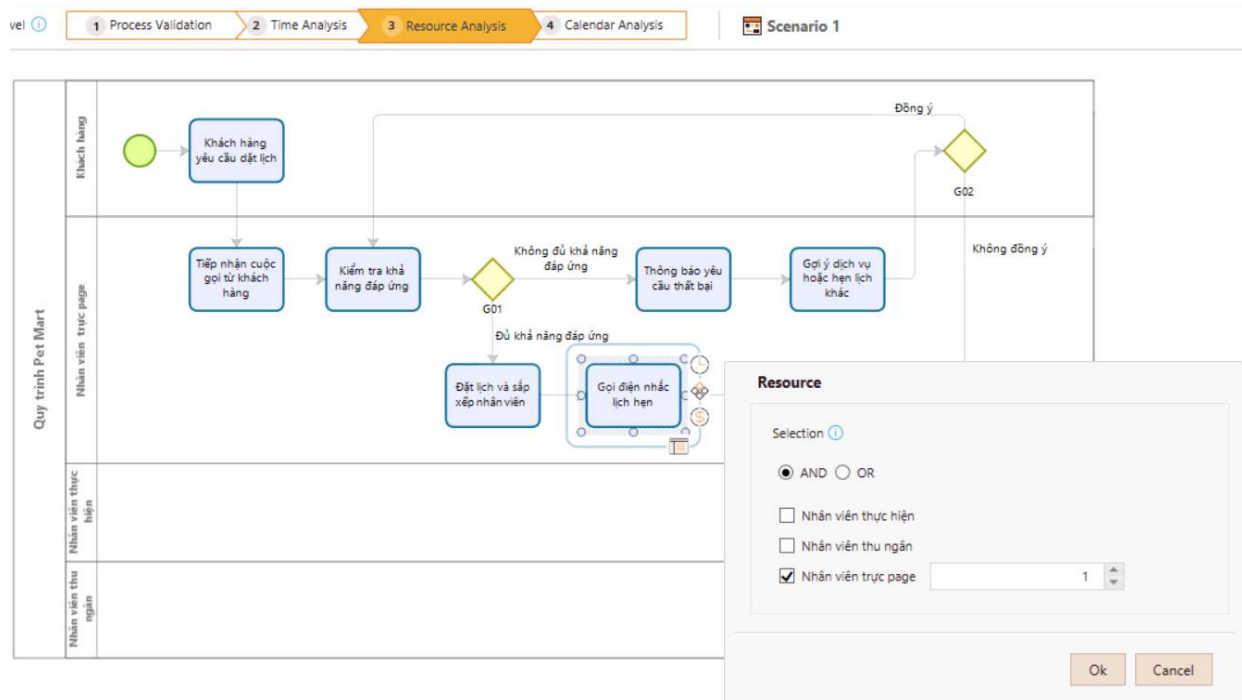 vel
1 Process Validation
2 Time Analysis
3 Resource Analysis
4 Calendar Analysis
Scenario 1
Quy trình Pet Mart
Khách hàng
Khách hàng
yêu cầu dặt lịch
Đồng ý
G02
Nhân viên trực page
Tiếp nhận cuộc
gọi từ khách
hàng
Kiểm tra khả
năng đáp ứng
G01
Không đủ khả năng
đáp ứng
Thông báo yêu
cầu thất bại
Gợi ý dịch vụ
hoặc hẹn lịch
khác
Không đồng ý
Đủ khả năng đáp ứng
Đặt lịch và sắp
xếp nhân viên
Gọi điện nhắc
lịch hẹn
Nhân viên thực
hiện
Nhân viên thu
ngân
Resource
Selection
AND OR
Nhân viên thực hiện
Nhân viên thu ngân
Nhân viên trực page 1
Ok Cancel